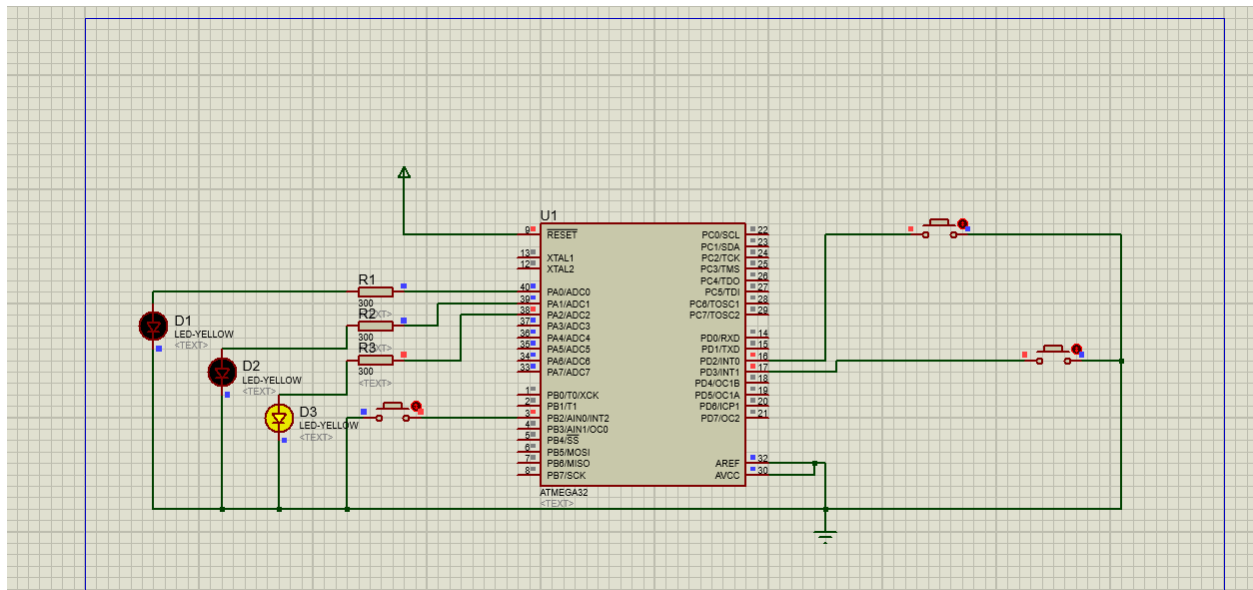 U1
9 RESET
13 XTAL1
12 XTAL2
40 PA0/ADC0
39 PA1/ADC1
38 PA2/ADC2
37 PA3/ADC3
36 PA4/ADC4
35 PA5/ADC5
34 PA6/ADC6
33 PA7/ADC7
1 PB0/T0/XCK
2 PB1/T1
3 PB2/AIN0/INT2
4 PB3/AIN1/OC0
5 PB4/SS
6 PB5/MOSI
7 PB6/MISO
8 PB7/SCK
PC0/SCL 22
PC1/SDA 23
PC2/TCK 24
PC3/TMS 25
PC4/TDO 26
PC5/TDI 27
PC6/TOSC1 28
PC7/TOSC2 29
PD0/RXD 14
PD1/TXD 15
PD2/INT0 16
PD3/INT1 17
PD4/OC1B 18
PD5/OC1A 19
PD6/ICP1 20
PD7/OC2 21
AREF 32
AVCC 30
ATMEGA32
<TEXT>
R1
300
R2
300
R3
300
<TEXT>
D1
LED-YELLOW
<TEXT>
D2
LED-YELLOW
<TEXT>
D3
LED-YELLOW
<TEXT>